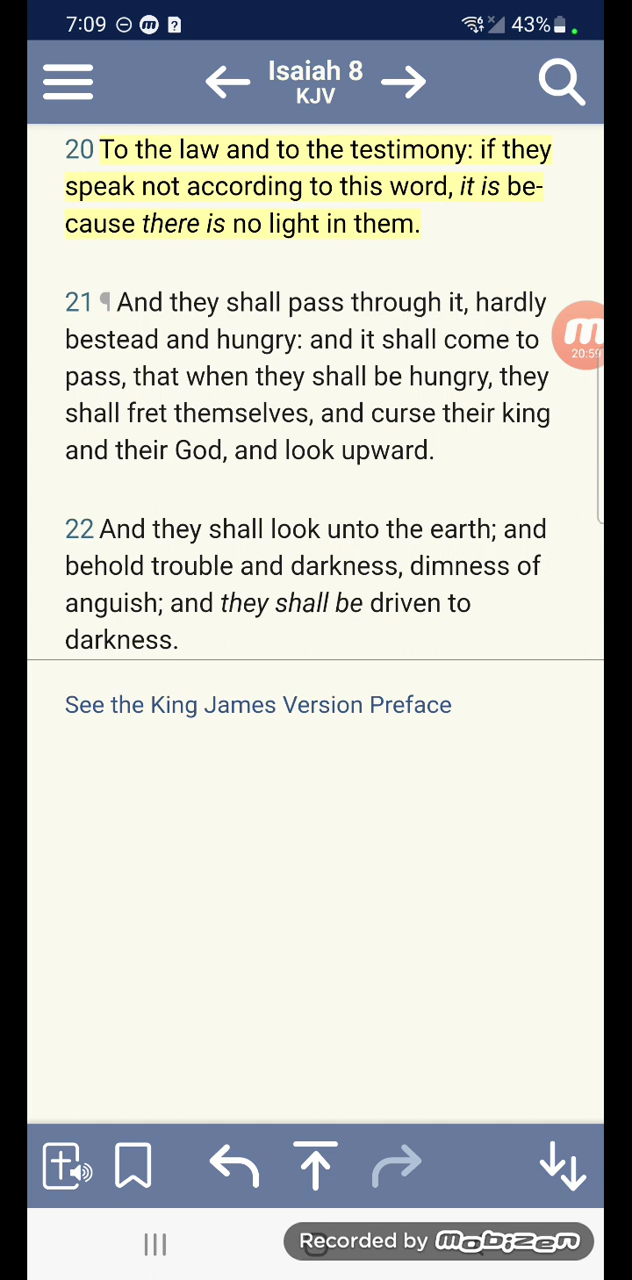 7:09 m ? 6 43%
Isaiah 8
KJV
20 To the law and to the testimony: if they
speak not according to this word, it is be-
cause there is no light in them.
21 ¶ And they shall pass through it, hardly
bestead and hungry: and it shall come to
pass, that when they shall be hungry, they
shall fret themselves, and curse their king
and their God, and look upward.
m
20:59
22 And they shall look unto the earth; and
behold trouble and darkness, dimness of
anguish; and they shall be driven to
darkness.
See the King James Version Preface
Recorded by mobizen